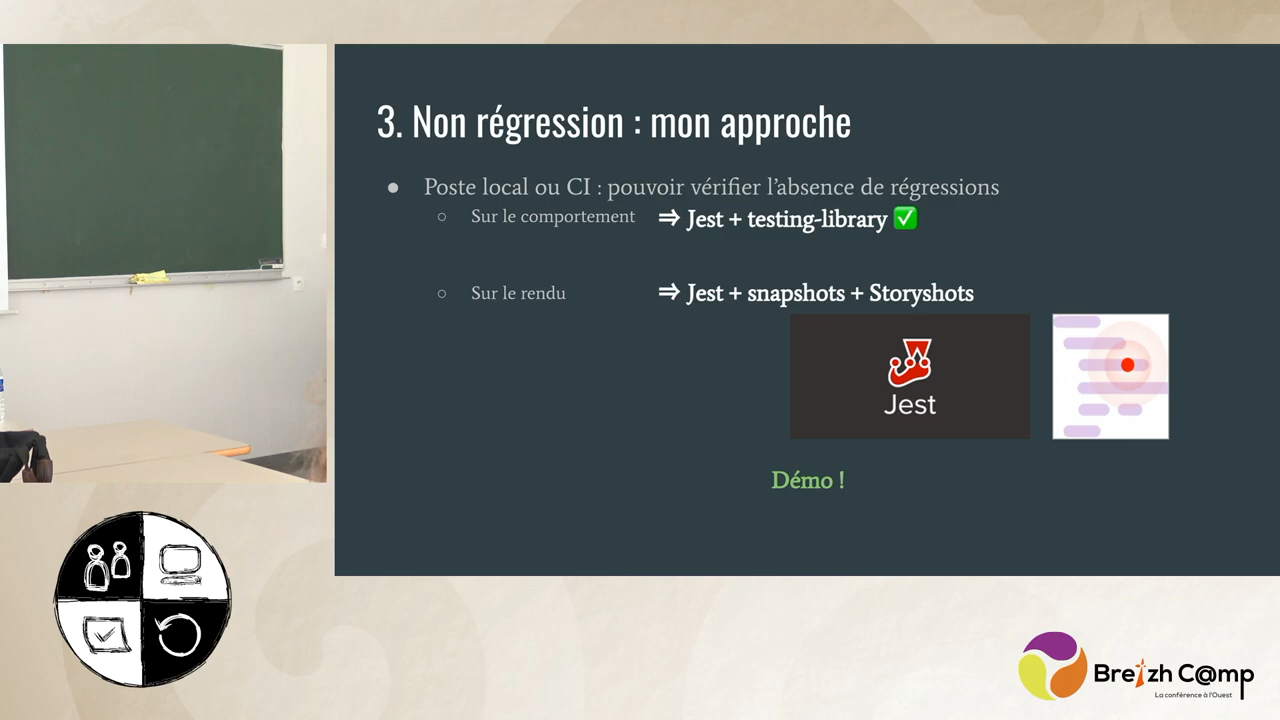 3. Non régression : mon approche
● Poste local ou CI : pouvoir vérifier l'absence de régressions
○ Sur le comportement ⇒ Jest + testing-library ✅
○ Sur le rendu ⇒ Jest + snapshots + Storyshots
Jest
Démo !
Breizh C@mp
La conférence à l'Ouest